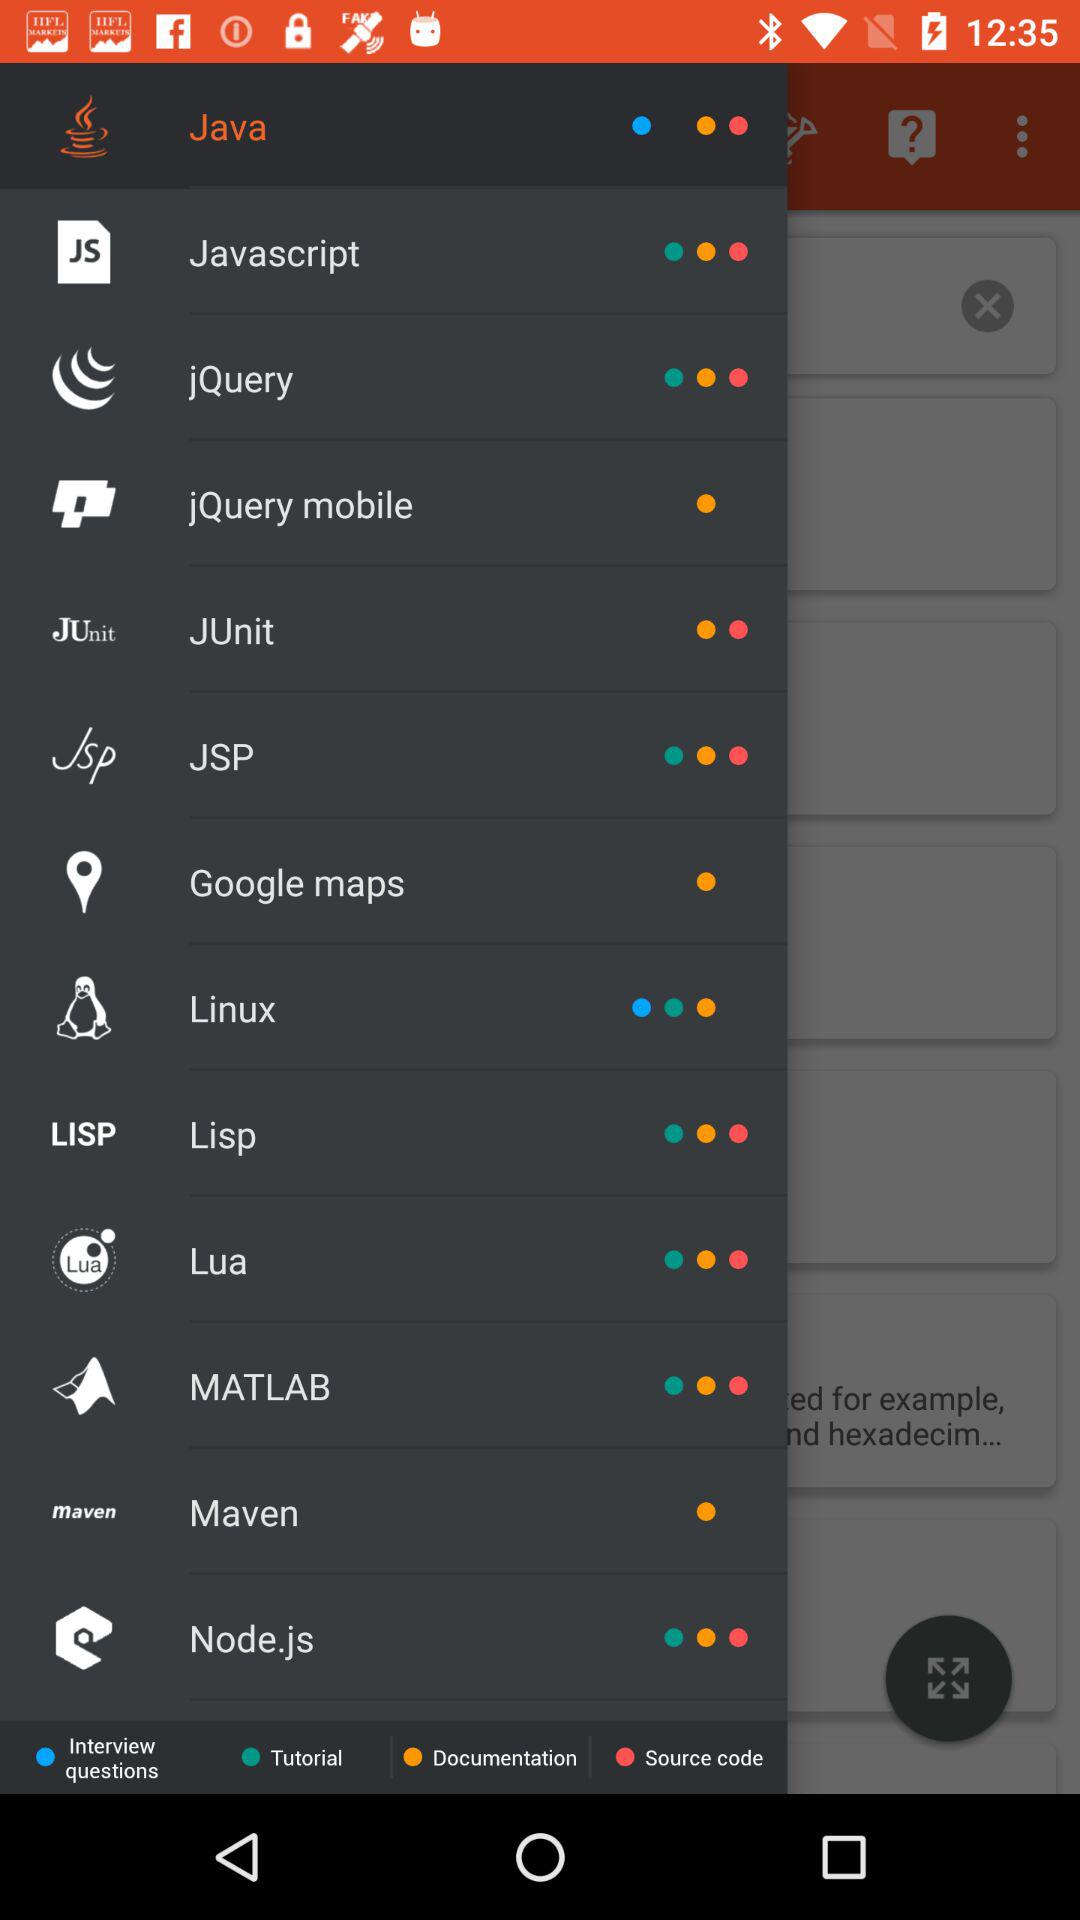 IIFL MARKETS IIFL MARKETS FAKE 12:35
Java
JS Javascript
jQuery
jQuery mobile
JUnit JUnit
Jsp JSP
Google maps
Linux
LISP Lisp
Lua Lua
MATLAB
ed for example,
nd hexadecim...
maven Maven
Node.js
Interview
questions
Tutorial
Documentation
Source code